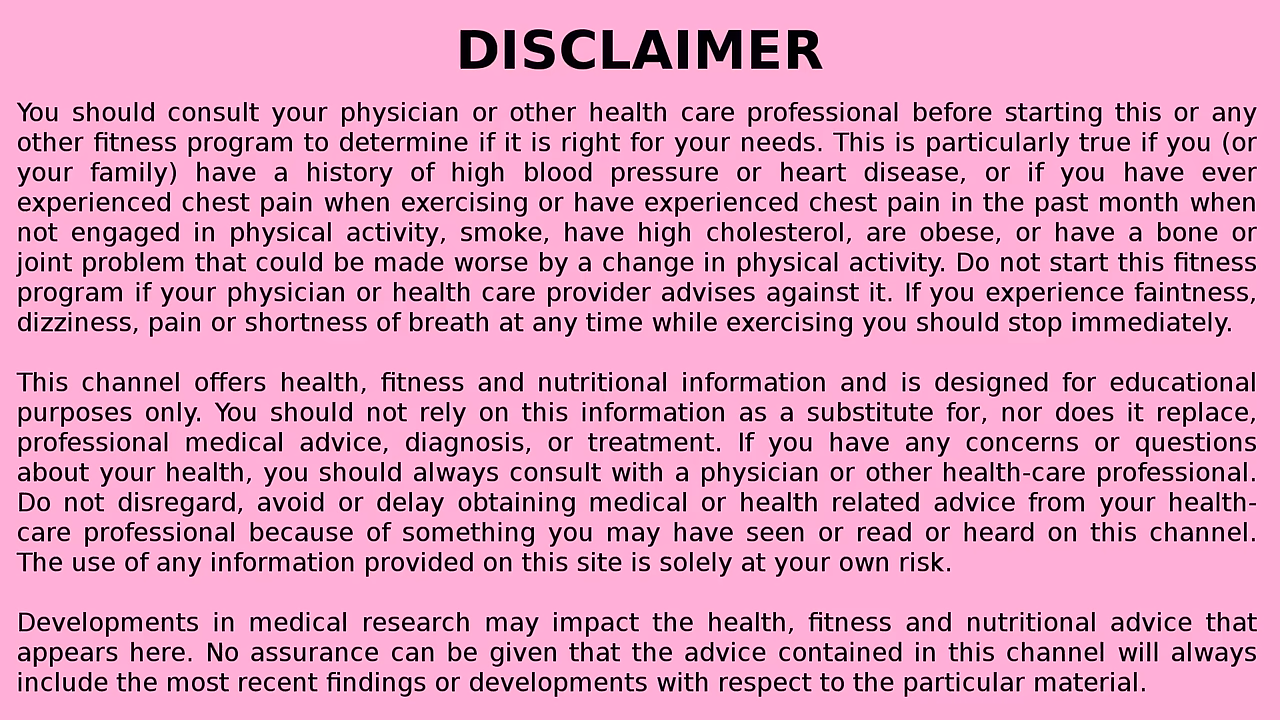 DISCLAIMER
You should consult your physician or other health care professional before starting this or any
other fitness program to determine if it is right for your needs. This is particularly true if you (or
your family) have a history of high blood pressure or heart disease, or if you have ever
experienced chest pain when exercising or have experienced chest pain in the past month when
not engaged in physical activity, smoke, have high cholesterol, are obese, or have a bone or
joint problem that could be made worse by a change in physical activity. Do not start this fitness
program if your physician or health care provider advises against it. If you experience faintness,
dizziness, pain or shortness of breath at any time while exercising you should stop immediately.
This channel offers health, fitness and nutritional information and is designed for educational
purposes only. You should not rely on this information as a substitute for, nor does it replace,
professional medical advice, diagnosis, or treatment. If you have any concerns or questions
about your health, you should always consult with a physician or other health-care professional.
Do not disregard, avoid or delay obtaining medical or health related advice from your health-
care professional because of something you may have seen or read or heard on this channel.
The use of any information provided on this site is solely at your own risk.
Developments in medical research may impact the health, fitness and nutritional advice that
appears here. No assurance can be given that the advice contained in this channel will always
include the most recent findings or developments with respect to the particular material.